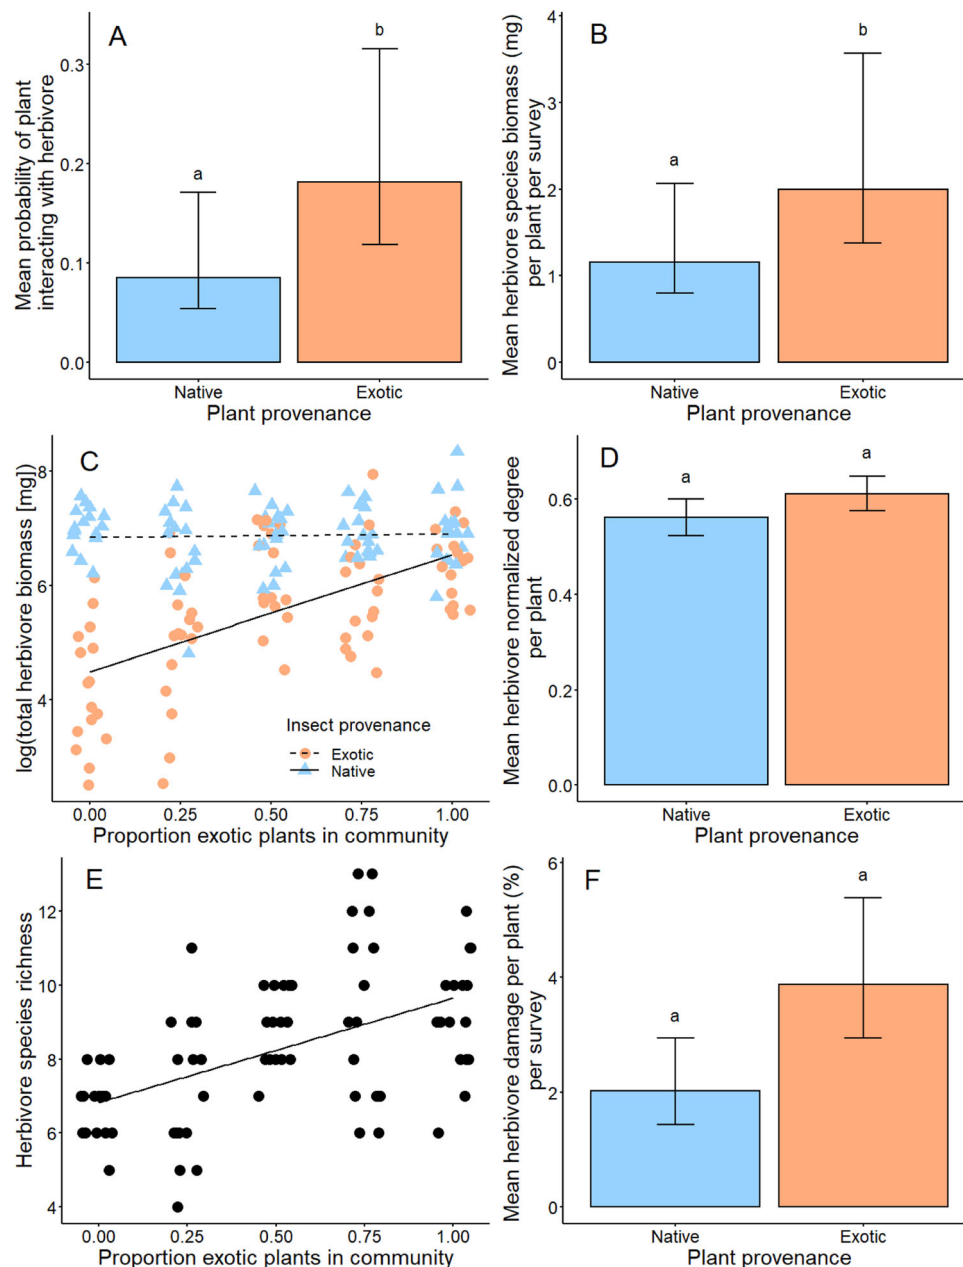 A
Mean probability of plant
interacting with herbivore
0.3
0.2
0.1
0.0
a
b
Native
Exotic
Plant provenance
B
Mean herbivore species biomass (mg)
per plant per survey
4
3
2
1
0
a
b
Native
Exotic
Plant provenance
C
log(total herbivore biomass [mg])
8
6
4
Insect provenance
Exotic
Native
0.00
0.25
0.50
0.75
1.00
Proportion exotic plants in community
D
Mean herbivore normalized degree
per plant
0.6
0.4
0.2
0.0
a
a
Native
Exotic
Plant provenance
E
Herbivore species richness
12
10
8
6
4
0.00
0.25
0.50
0.75
1.00
Proportion exotic plants in community
F
Mean herbivore damage per plant (%)
per survey
6
4
2
0
a
a
Native
Exotic
Plant provenance